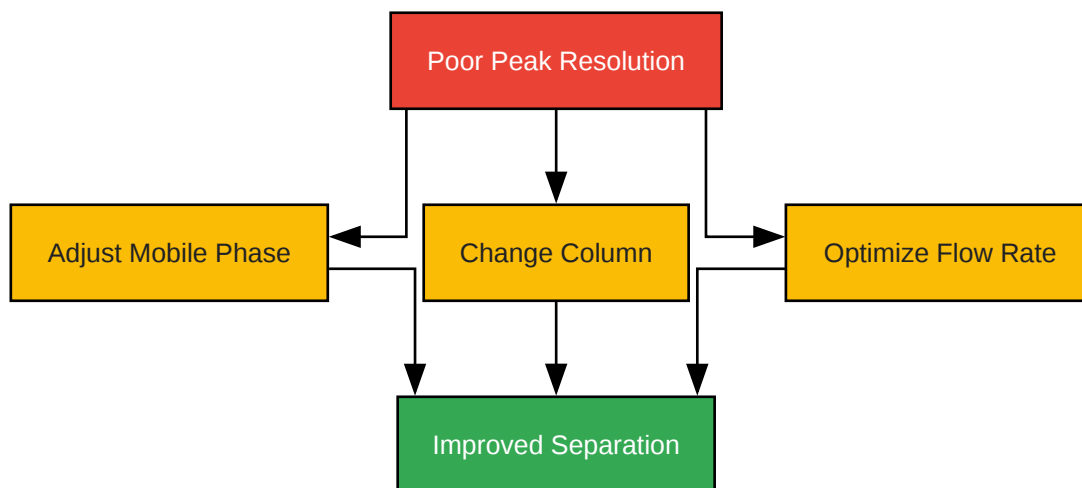 Poor Peak Resolution
Adjust Mobile Phase
Change Column
Optimize Flow Rate
Improved Separation